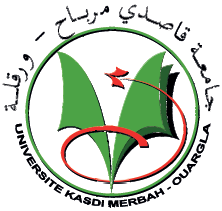 جامعة قاصدي مرباح - ورقلة
UNIVERSITE KASDI MERBAH - OUARGLA